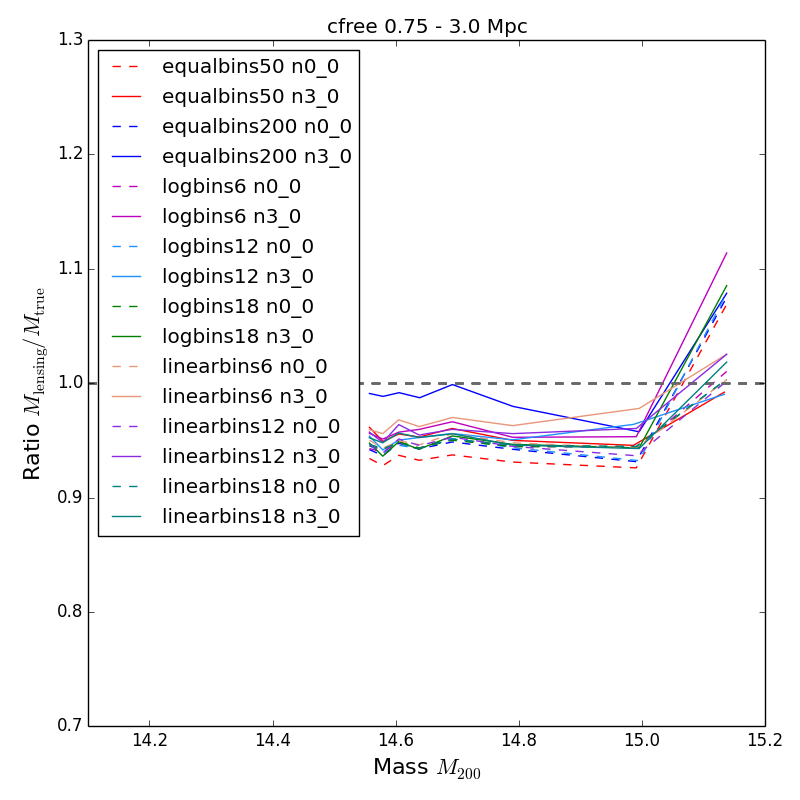 cfree 0.75 - 3.0 Mpc
1.3
1.2
1.1
1.0
0.9
0.8
0.7
Ratio M_lensing/M_true
equalbins50 n0_0
equalbins50 n3_0
equalbins200 n0_0
equalbins200 n3_0
logbins6 n0_0
logbins6 n3_0
logbins12 n0_0
logbins12 n3_0
logbins18 n0_0
logbins18 n3_0
linearbins6 n0_0
linearbins6 n3_0
linearbins12 n0_0
linearbins12 n3_0
linearbins18 n0_0
linearbins18 n3_0
14.2 14.4 14.6 14.8 15.0 15.2
Mass M_200